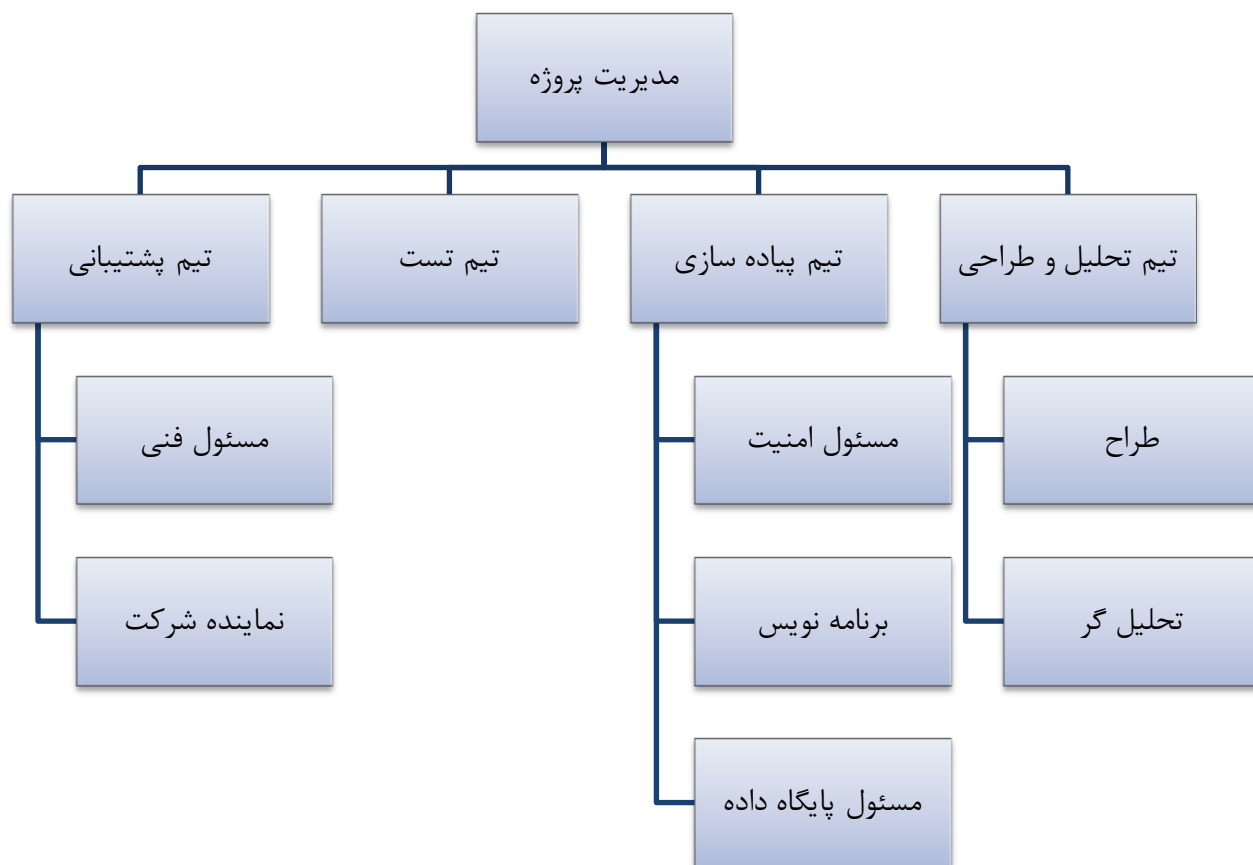 مدیریت پروژه
تیم تحلیل و طراحی
تیم پیاده سازی
تیم تست
تیم پشتیبانی
طراح
مسئول امنیت
مسئول فنی
تحلیل گر
برنامه نویس
نماینده شرکت
مسئول پایگاه داده